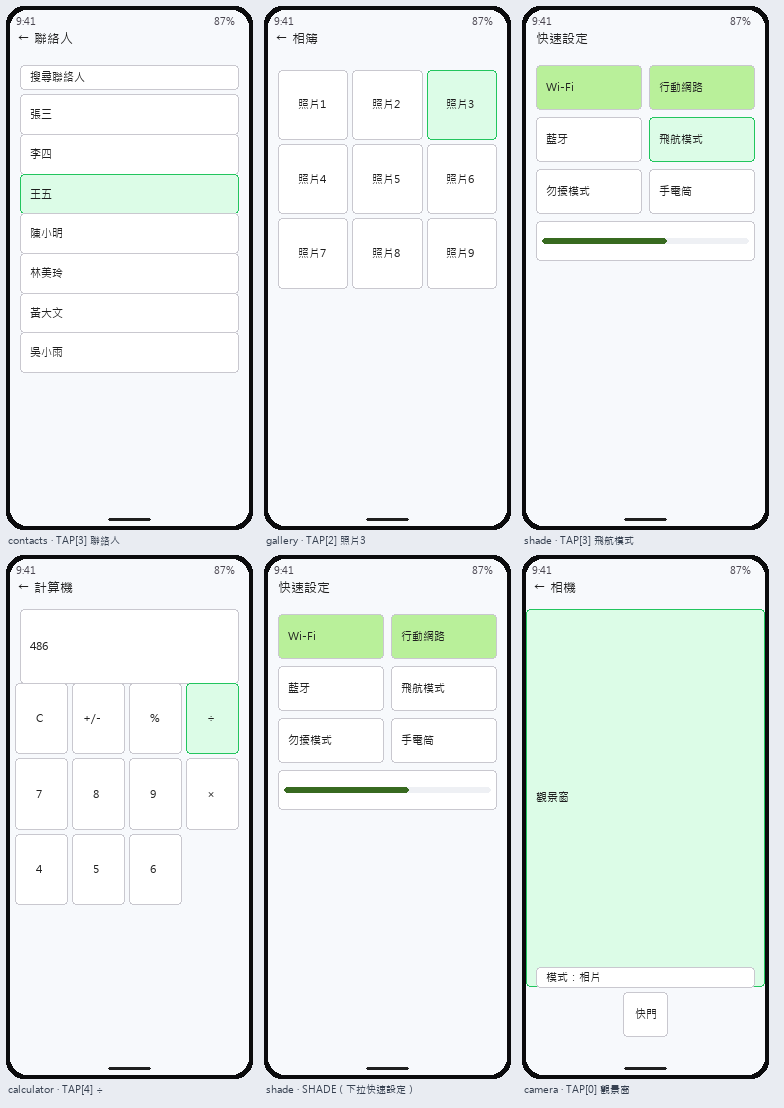 9:41 87%
← 聯絡人
搜尋聯絡人
張三
李四
王五
陳小明
林美玲
黃大文
吳小雨
contacts · TAP[3] 聯絡人
9:41 87%
← 相簿
照片1 照片2 照片3
照片4 照片5 照片6
照片7 照片8 照片9
gallery · TAP[2] 照片3
9:41 87%
快速設定
Wi-Fi 行動網路
藍牙 飛航模式
勿擾模式 手電筒
shade · TAP[3] 飛航模式
9:41 87%
← 計算機
486
C +/- % ÷
7 8 9 ×
4 5 6
calculator · TAP[4] ÷
9:41 87%
快速設定
Wi-Fi 行動網路
藍牙 飛航模式
勿擾模式 手電筒
shade · SHADE（下拉快速設定）
9:41 87%
← 相機
觀景窗
模式：相片
快門
camera · TAP[0] 觀景窗